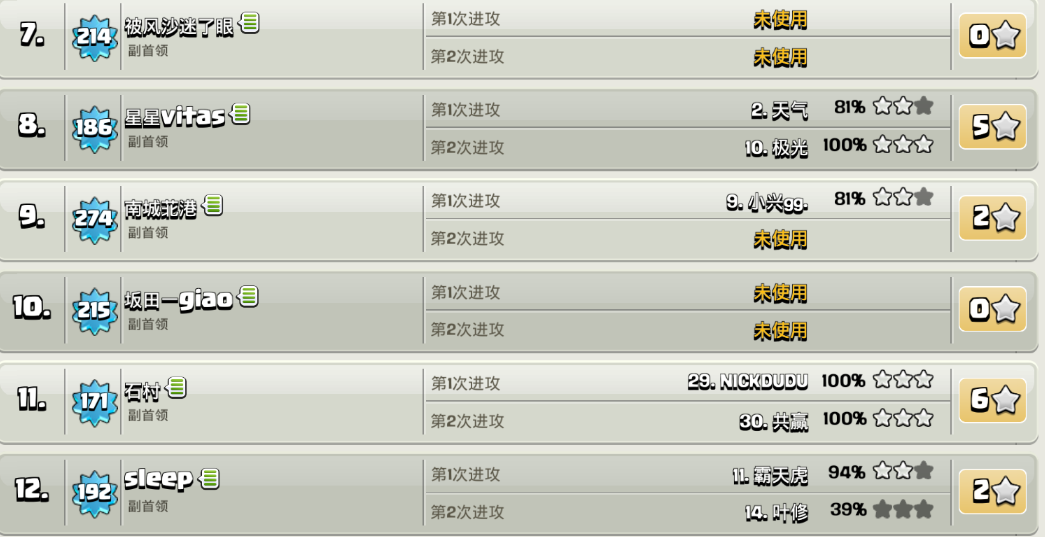 7. 214 被风沙迷了眼 第1次进攻 未使用 0
副首领 第2次进攻 未使用
8. 186 星星vitas 第1次进攻 2. 天气 81% 5
副首领 第2次进攻 10. 极光 100%
9. 274 南城花港 第1次进攻 9. 小兴gg. 81% 2
副首领 第2次进攻 未使用
10. 215 坂田一giao 第1次进攻 未使用 0
副首领 第2次进攻 未使用
11. 171 石村 第1次进攻 29. NICKDUDU 100% 6
副首领 第2次进攻 30. 共赢 100%
12. 192 sleep 第1次进攻 11. 霸天虎 94% 2
副首领 第2次进攻 14. 叶修 39%